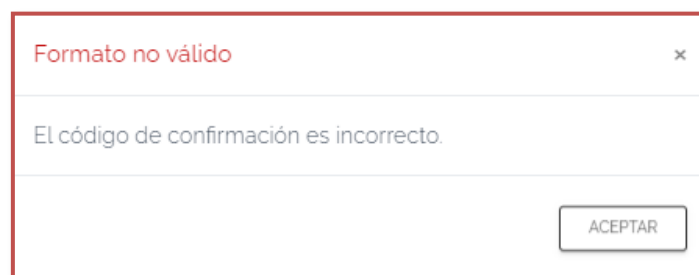 Formato no válido ×
El código de confirmación es incorrecto.
ACEPTAR